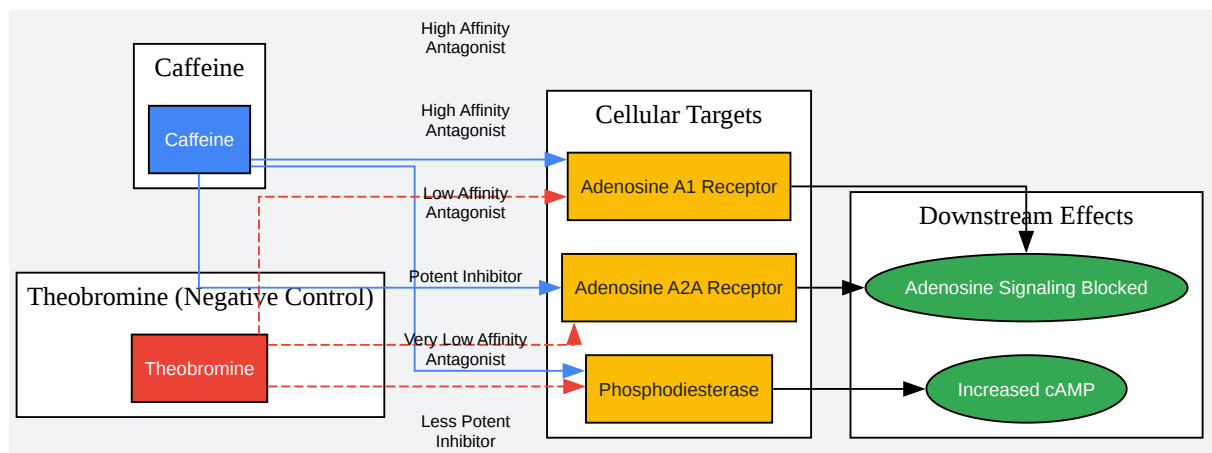 Caffeine
Caffeine
Theobromine (Negative Control)
Theobromine
High Affinity
Antagonist
High Affinity
Antagonist
Low Affinity
Antagonist
Potent Inhibitor
Very Low Affinity
Antagonist
Less Potent
Inhibitor
Cellular Targets
Adenosine A1 Receptor
Adenosine A2A Receptor
Phosphodiesterase
Downstream Effects
Adenosine Signaling Blocked
Increased cAMP